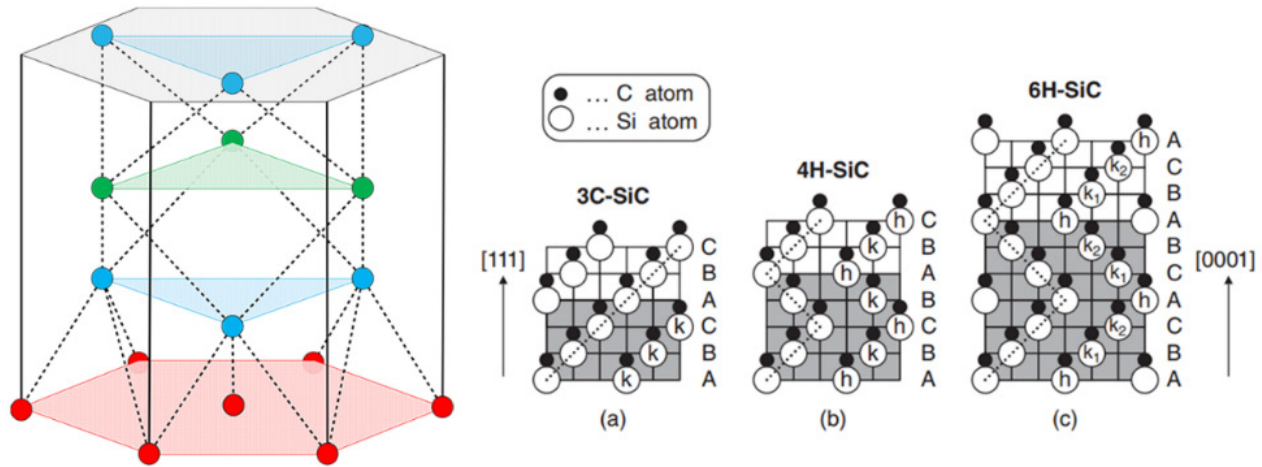 ... C atom
... Si atom
3C-SiC
[111]
C
B
A
k C
k B
k A
(a)
4H-SiC
h C
k B
h A
k B
h C
k B
h A
(b)
6H-SiC
h A
k₂ C
k₁ B
h A
k₂ B
k₁ C
h A
k₂ C
k₁ B
h A
(c)
[0001]